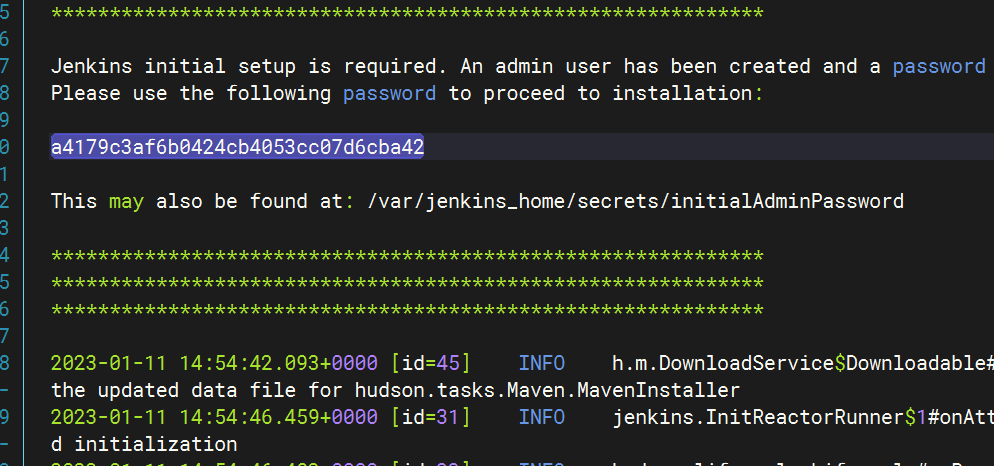 5 *************************************************************
6
7 Jenkins initial setup is required. An admin user has been created and a password
8 Please use the following password to proceed to installation:
9
0 a4179c3af6b0424cb4053cc07d6cba42
1
2 This may also be found at: /var/jenkins_home/secrets/initialAdminPassword
3
4 *************************************************************
5 *************************************************************
6 *************************************************************
7
8 2023-01-11 14:54:42.093+0000 [id=45] INFO h.m.DownloadService$Downloadable#
- the updated data file for hudson.tasks.Maven.MavenInstaller
9 2023-01-11 14:54:46.459+0000 [id=31] INFO jenkins.InitReactorRunner$1#onAtt
- d initialization